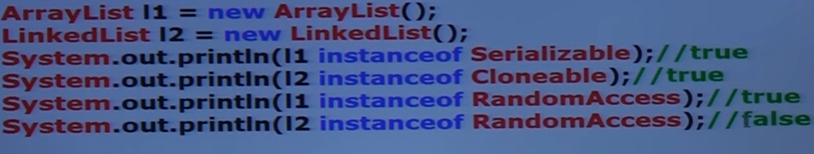 ArrayList l1 = new ArrayList();
LinkedList l2 = new LinkedList();
System.out.println(l1 instanceof Serializable);//true
System.out.println(l2 instanceof Cloneable);//true
System.out.println(l1 instanceof RandomAccess);//true
System.out.println(l2 instanceof RandomAccess);//false